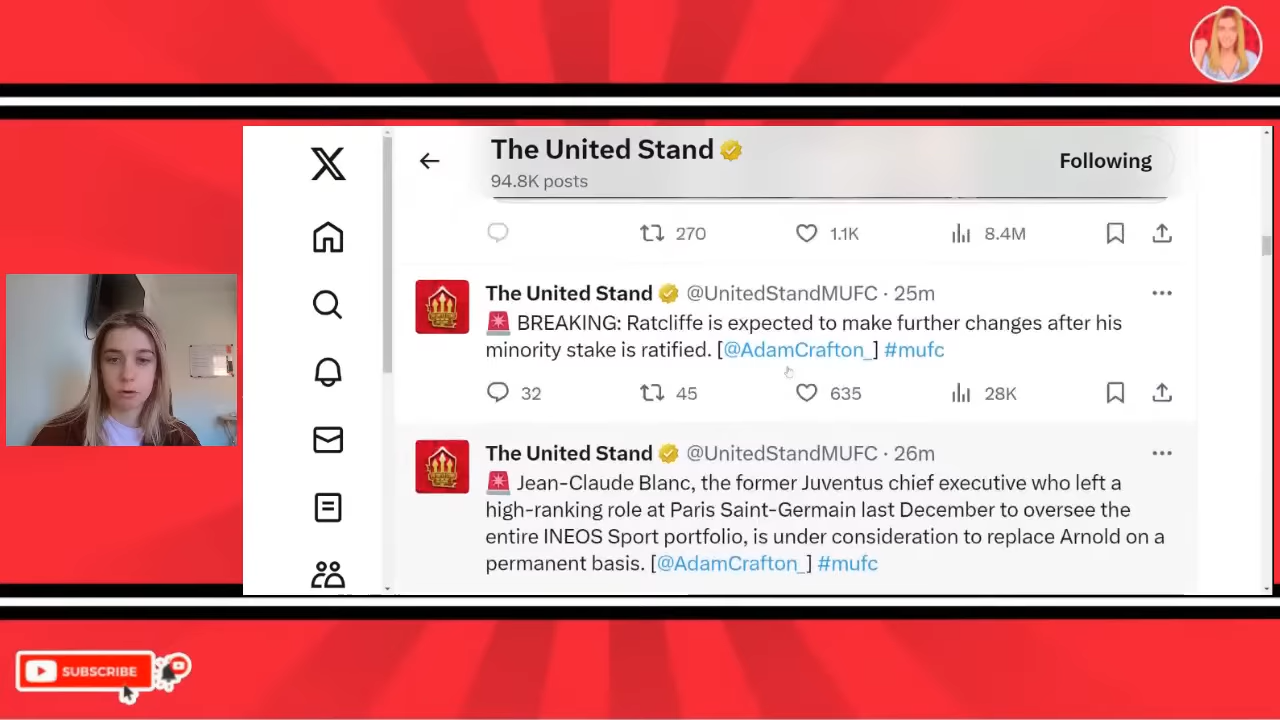 The United Stand
94.8K posts
Following
270
1.1K
8.4M
The United Stand @UnitedStandMUFC · 25m
🚨 BREAKING: Ratcliffe is expected to make further changes after his
minority stake is ratified. [@AdamCrafton_] #mufc
32
45
635
28K
The United Stand @UnitedStandMUFC · 26m
🚨 Jean-Claude Blanc, the former Juventus chief executive who left a
high-ranking role at Paris Saint-Germain last December to oversee the
entire INEOS Sport portfolio, is under consideration to replace Arnold on a
permanent basis. [@AdamCrafton_] #mufc
SUBSCRIBE